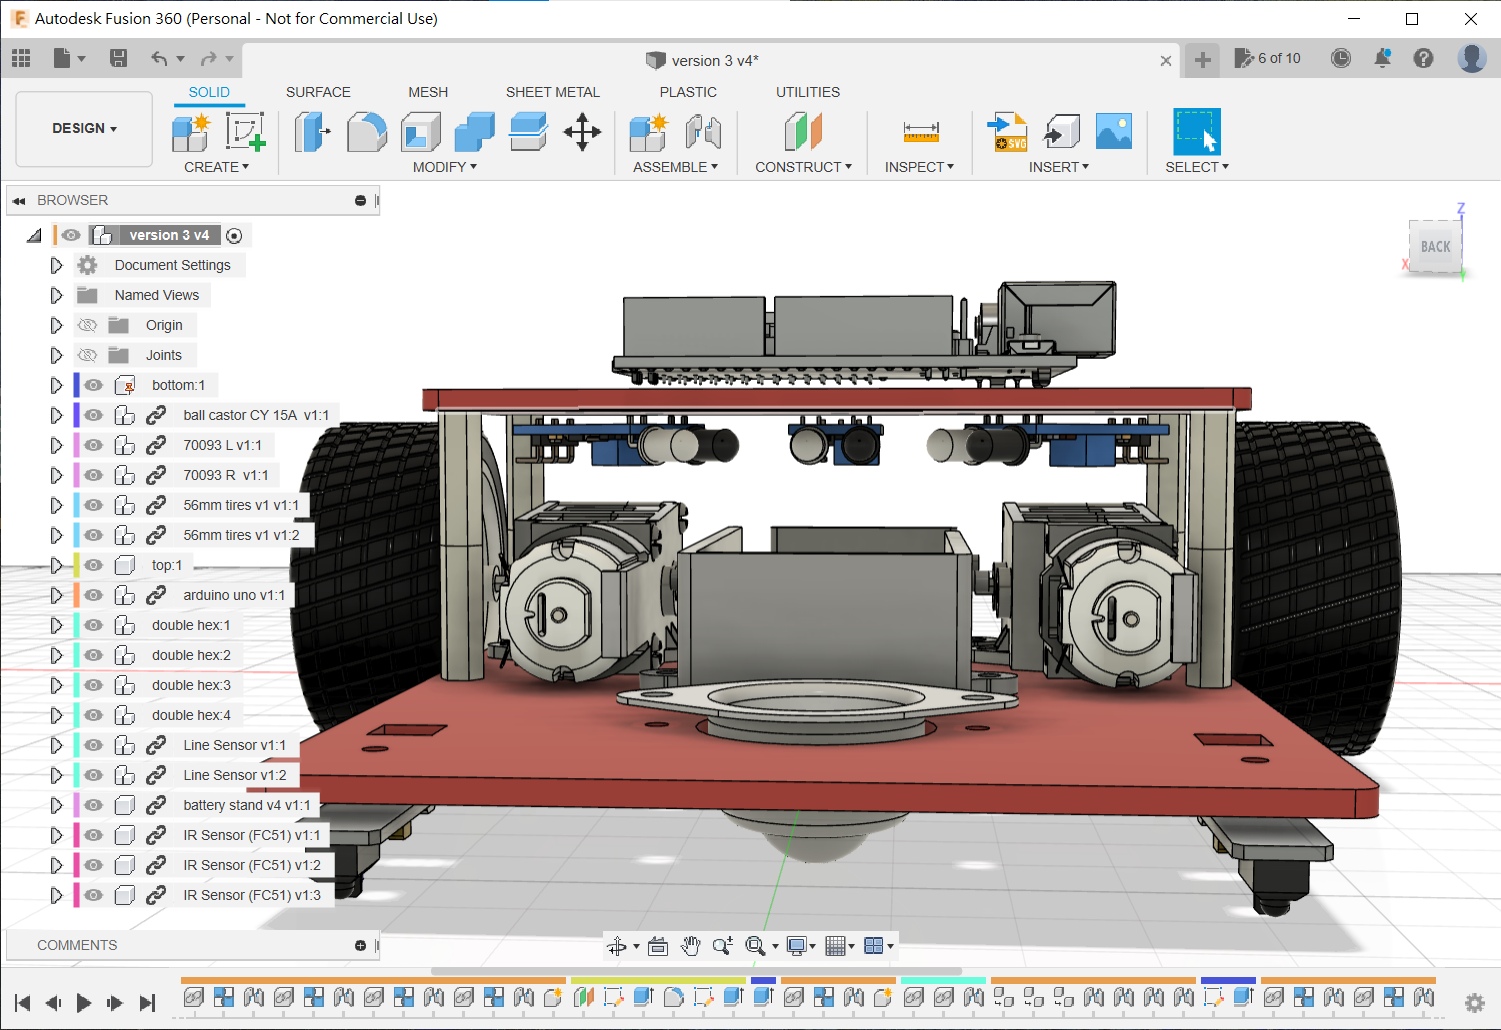 Autodesk Fusion 360 (Personal - Not for Commercial Use)
version 3 v4*
6 of 10
DESIGN
SOLID
SURFACE
MESH
SHEET METAL
PLASTIC
UTILITIES
SVG
CREATE
MODIFY
ASSEMBLE
CONSTRUCT
INSPECT
INSERT
SELECT
BROWSER
version 3 v4
Document Settings
Named Views
Origin
Joints
bottom:1
ball castor CY 15A v1:1
70093 L v1:1
70093 R v1:1
56mm tires v1 v1:1
56mm tires v1 v1:2
top:1
arduino uno v1:1
double hex:1
double hex:2
double hex:3
double hex:4
Line Sensor v1:1
Line Sensor v1:2
battery stand v4 v1:1
IR Sensor (FC51) v1:1
IR Sensor (FC51) v1:2
IR Sensor (FC51) v1:3
Z
BACK
X
COMMENTS